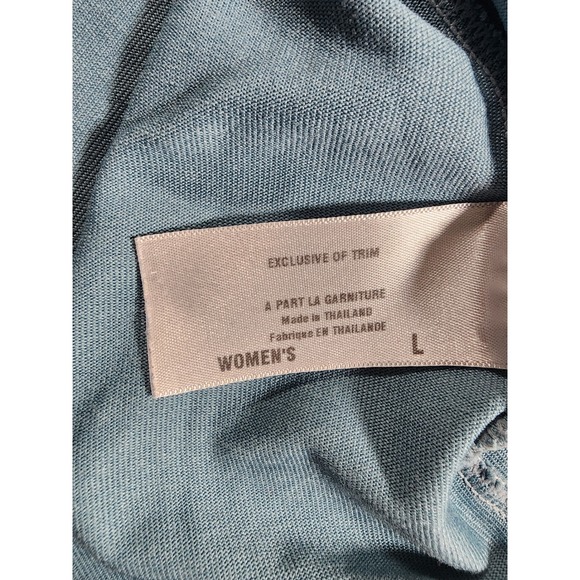 EXCLUSIVE OF TRIM
A PART LA GARNITURE
Made in THAILAND
Fabriqué EN THAILANDE
WOMEN'S L